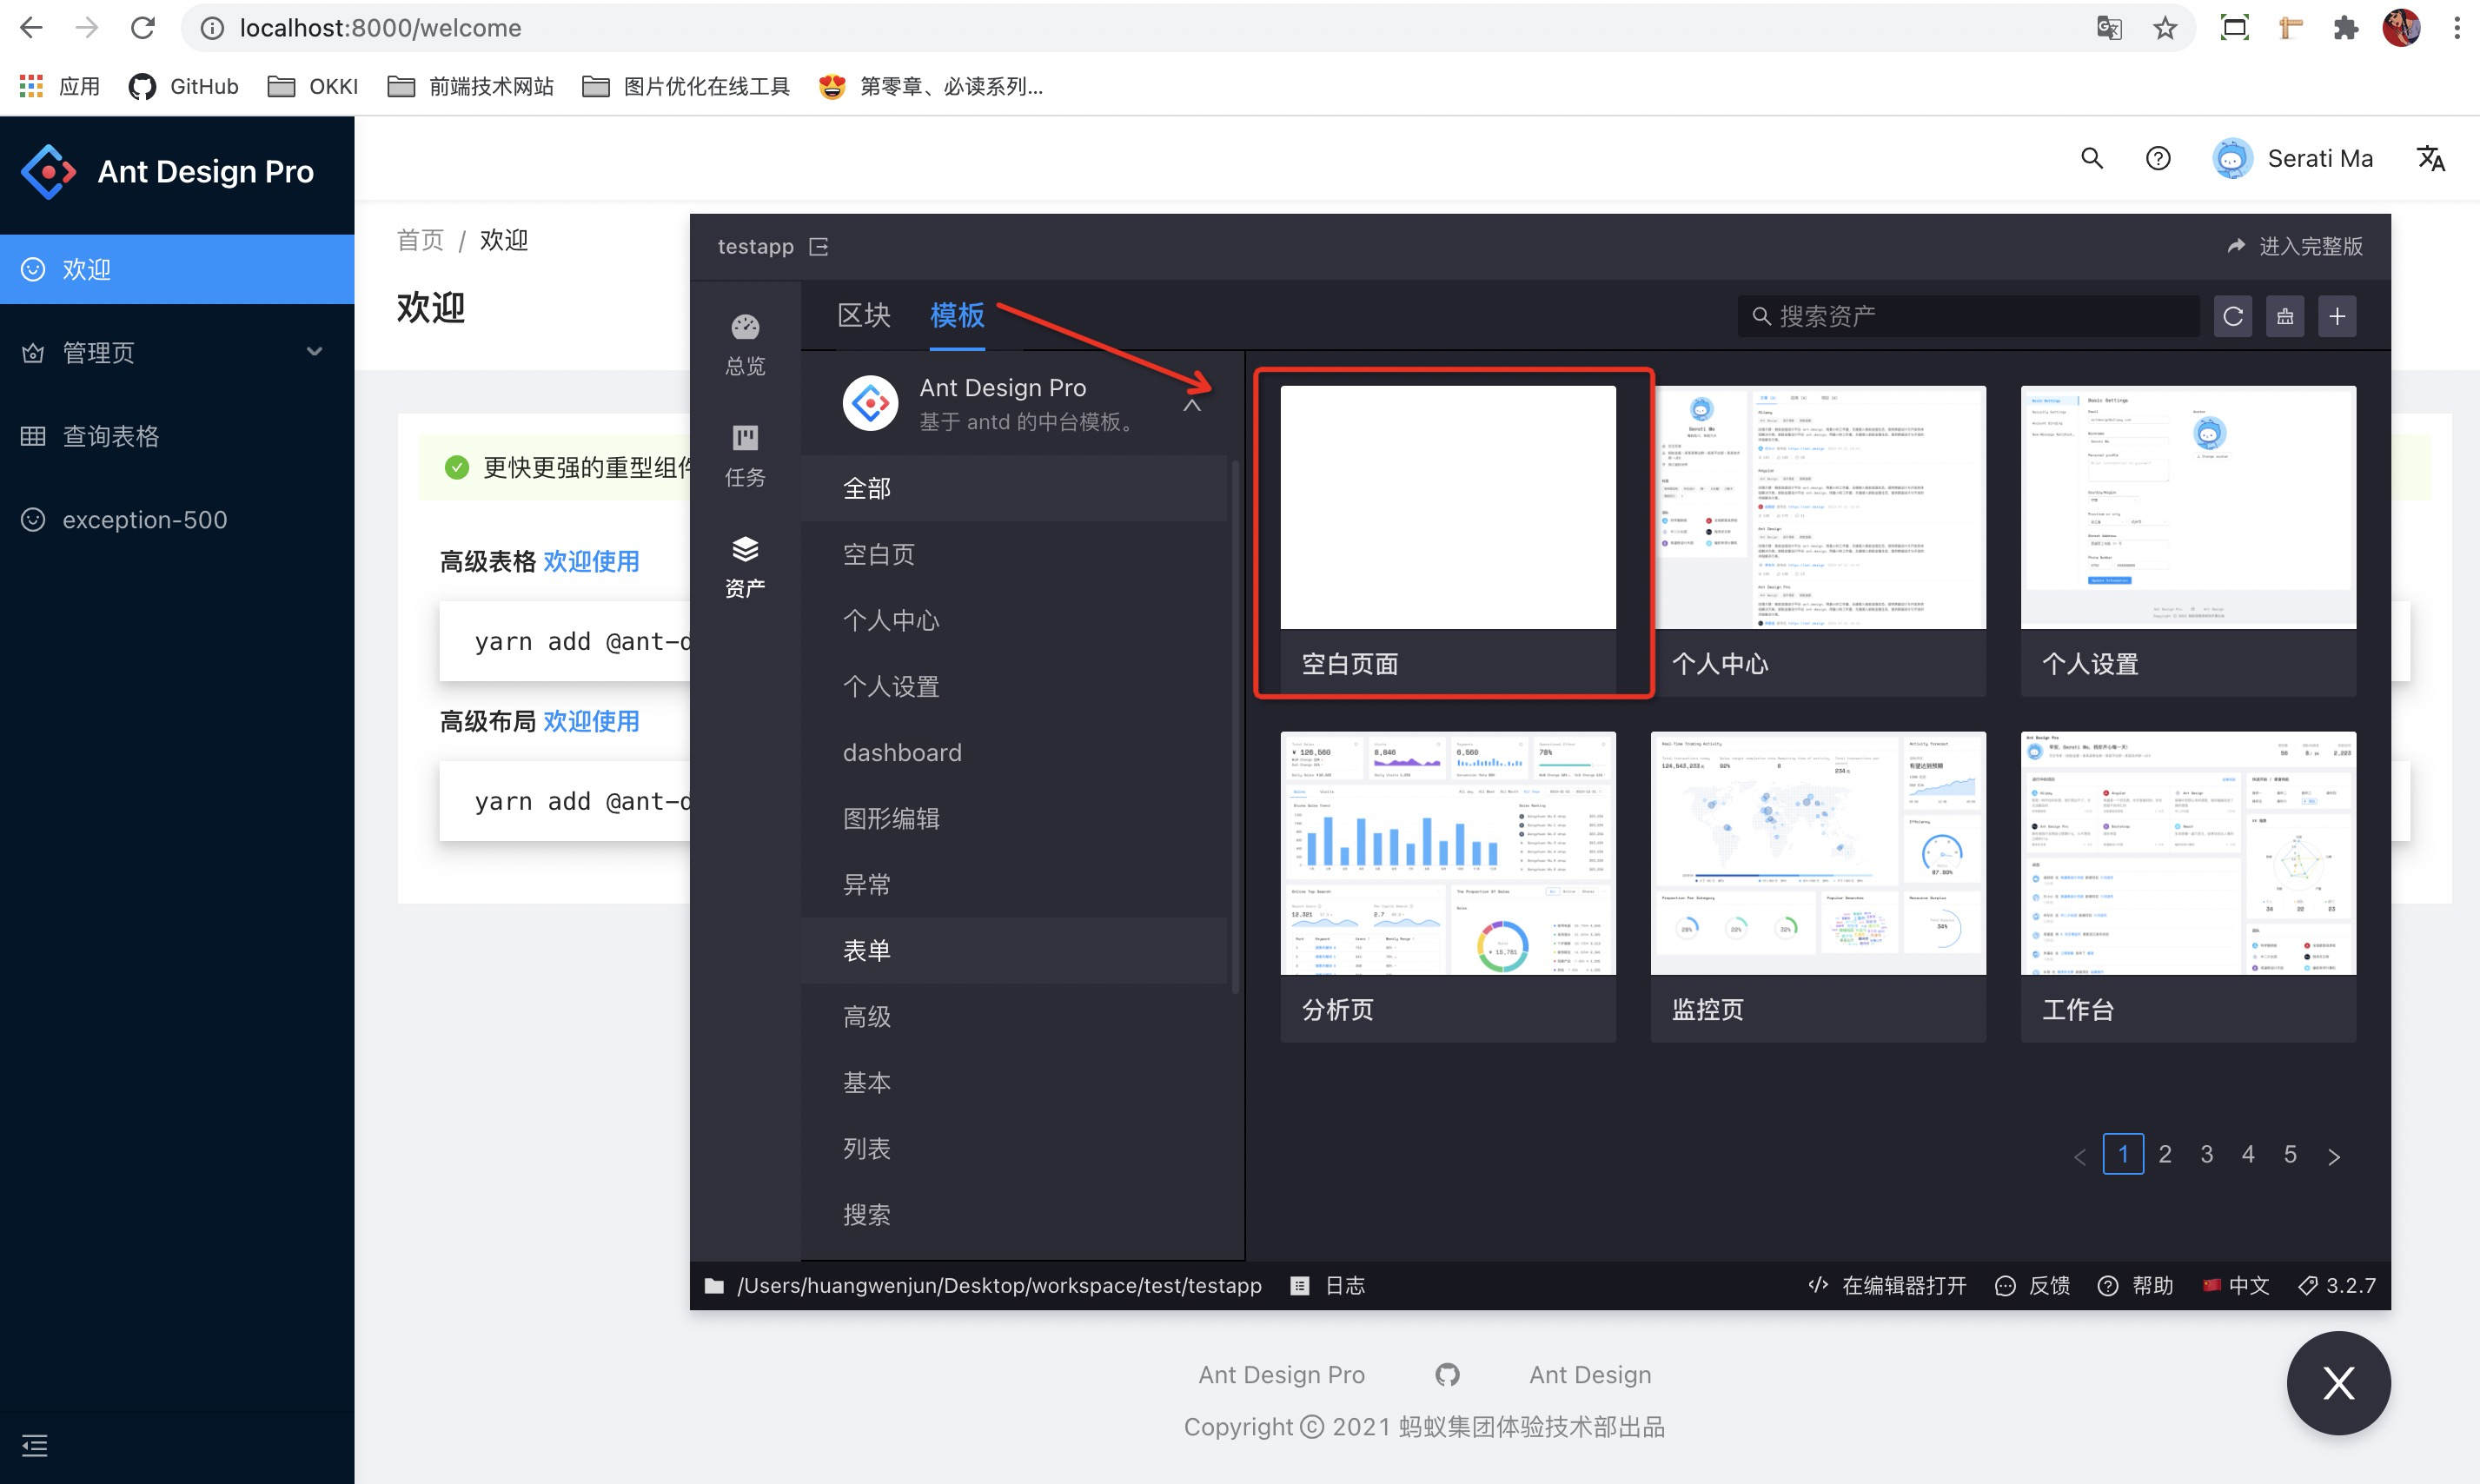 localhost:8000/welcome
应用
GitHub
OKKI
前端技术网站
图片优化在线工具
第零章、必读系列...
Ant Design Pro
Serati Ma
欢迎
管理页
查询表格
exception-500
首页 / 欢迎
欢迎
更快更强的重型组件
高级表格 欢迎使用
yarn add @ant-d
高级布局 欢迎使用
yarn add @ant-d
testapp
进入完整版
总览
任务
资产
区块
模板
搜索资产
Ant Design Pro
基于 antd 的中台模板。
全部
空白页
个人中心
个人设置
dashboard
图形编辑
异常
表单
高级
基本
列表
搜索
空白页面
个人中心
Basic Settings
个人设置
¥ 126,560
8,846
6,560
78%
分析页
监控页
工作台
1
2
3
4
5
/Users/huangwenjun/Desktop/workspace/test/testapp
日志
在编辑器打开
反馈
帮助
中文
3.2.7
Ant Design Pro
Ant Design
Copyright © 2021 蚂蚁集团体验技术部出品
X